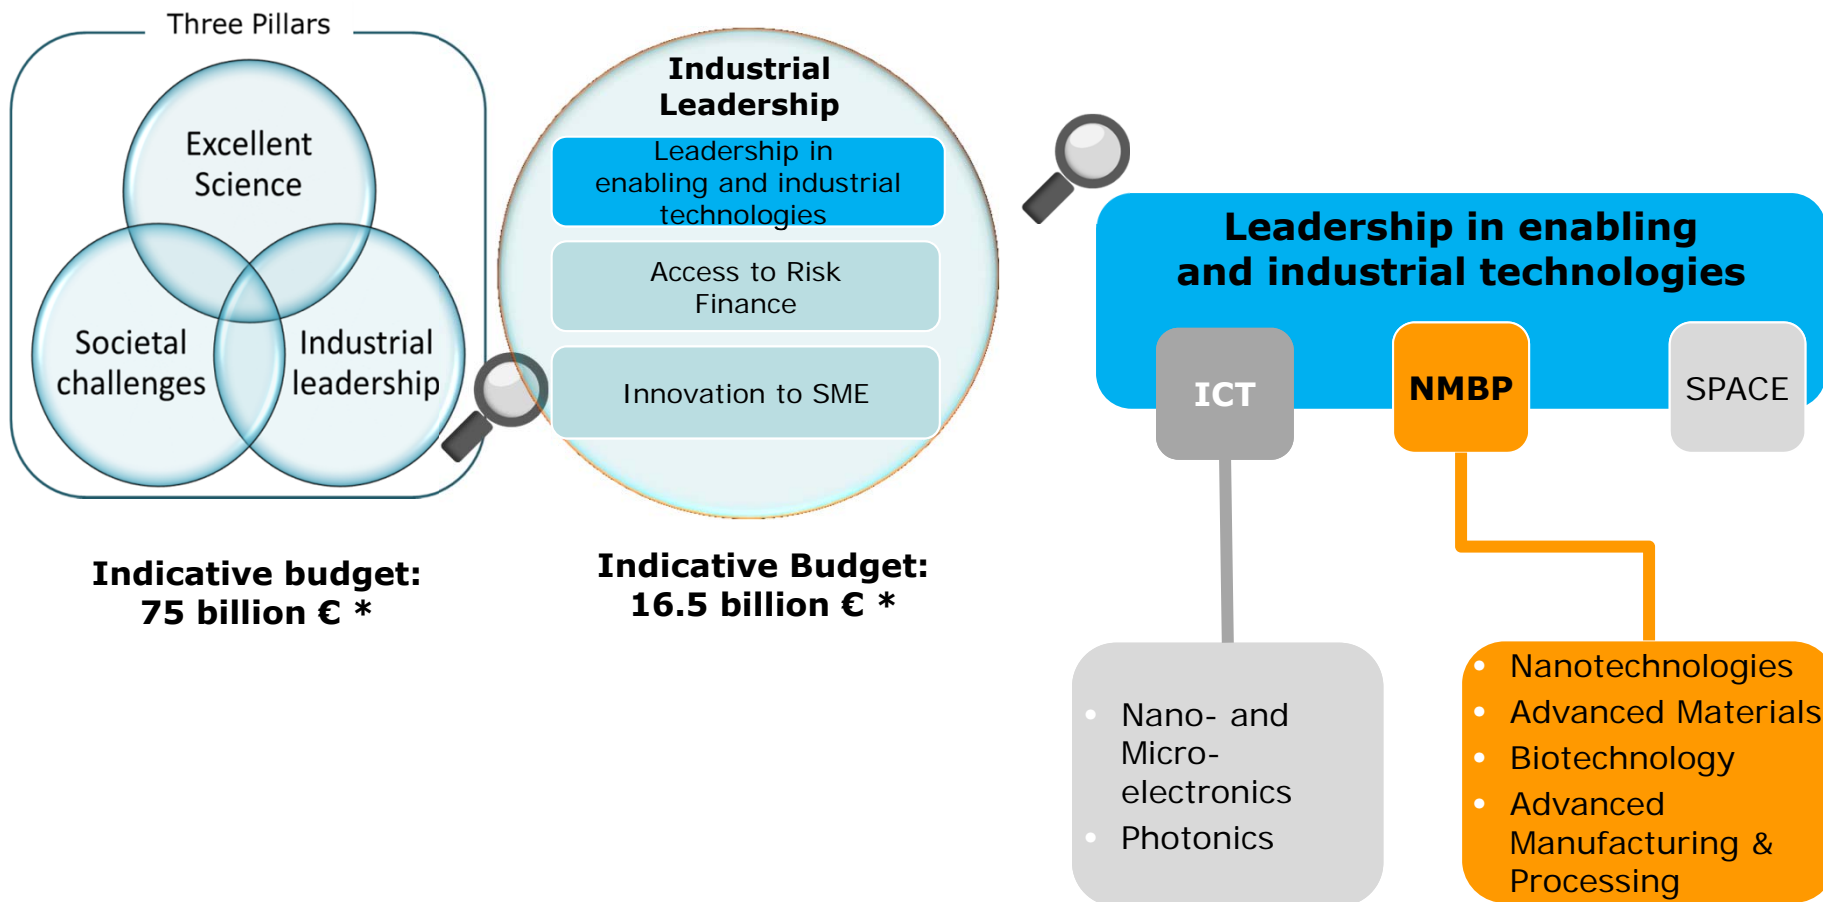 Three Pillars
Excellent
Science
Societal
challenges
Industrial
leadership
Indicative budget:
75 billion € *
Industrial
Leadership
Leadership in
enabling and industrial
technologies
Access to Risk
Finance
Innovation to SME
Indicative Budget:
16.5 billion € *
Leadership in enabling
and industrial technologies
ICT
NMBP
SPACE
• Nano- and
Micro-
electronics
• Photonics
• Nanotechnologies
• Advanced Materials
• Biotechnology
• Advanced
Manufacturing &
Processing